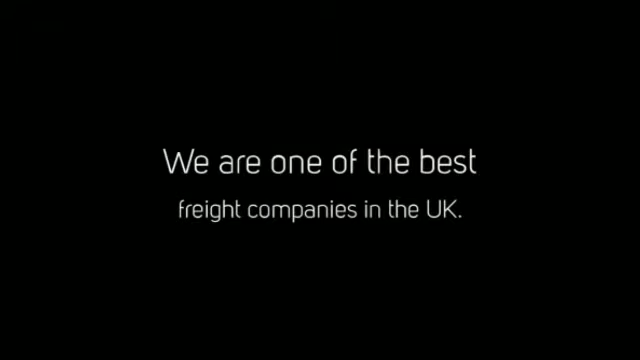 We are one of the best
freight companies in the UK.